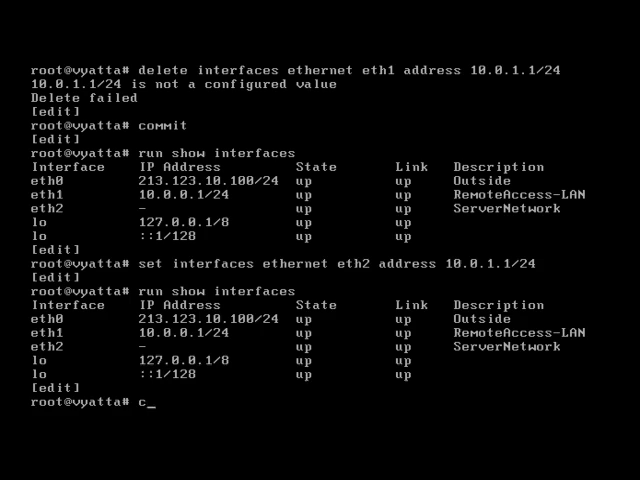 root@vyatta# delete interfaces ethernet eth1 address 10.0.1.1/24
10.0.1.1/24 is not a configured value
Delete failed
[edit]
root@vyatta# commit
[edit]
root@vyatta# run show interfaces
Interface    IP Address         State       Link   Description
eth0         213.123.10.100/24  up          up     Outside
eth1         10.0.0.1/24        up          up     RemoteAccess-LAN
eth2         -                  up          up     ServerNetwork
lo           127.0.0.1/8        up          up
lo           ::1/128            up          up
[edit]
root@vyatta# set interfaces ethernet eth2 address 10.0.1.1/24
[edit]
root@vyatta# run show interfaces
Interface    IP Address         State       Link   Description
eth0         213.123.10.100/24  up          up     Outside
eth1         10.0.0.1/24        up          up     RemoteAccess-LAN
eth2         -                  up          up     ServerNetwork
lo           127.0.0.1/8        up          up
lo           ::1/128            up          up
[edit]
root@vyatta# c_